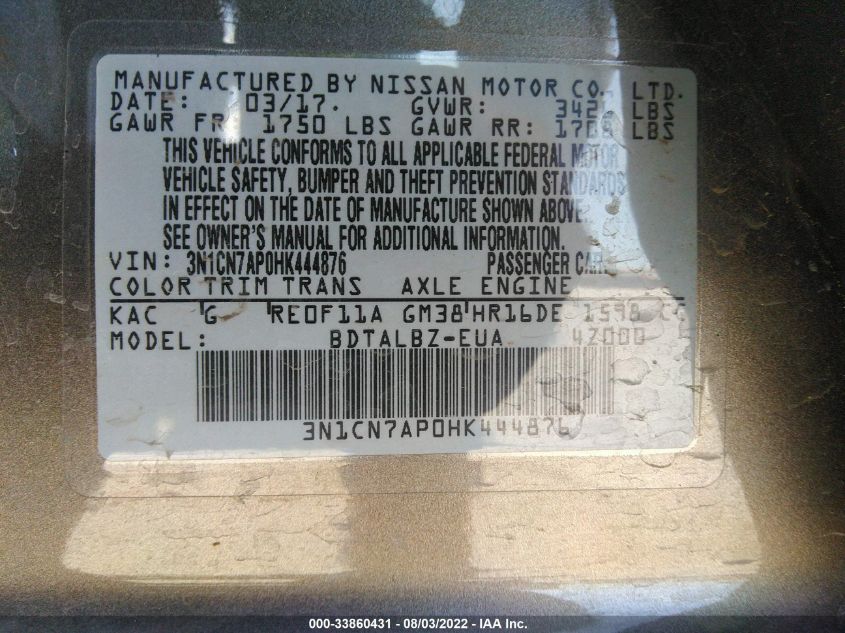 MANUFACTURED BY NISSAN MOTOR CO., LTD.
DATE: 03/17. GVWR: LBS
GAWR FR: 1750 LBS GAWR RR: LBS
THIS VEHICLE CONFORMS TO ALL APPLICABLE FEDERAL MOTOR
VEHICLE SAFETY, BUMPER AND THEFT PREVENTION STANDARDS
IN EFFECT ON THE DATE OF MANUFACTURE SHOWN ABOVE.
SEE OWNER'S MANUAL FOR ADDITIONAL INFORMATION.
VIN: 3N1CN7AP0HK444876 PASSENGER CAR
COLOR TRIM TRANS AXLE ENGINE
KAC G RE0F11A GM38 HR16DE 1598
MODEL: BDTALBZ-EUA 47000
3N1CN7AP0HK444876
000-33860431 - 08/03/2022 - IAA Inc.